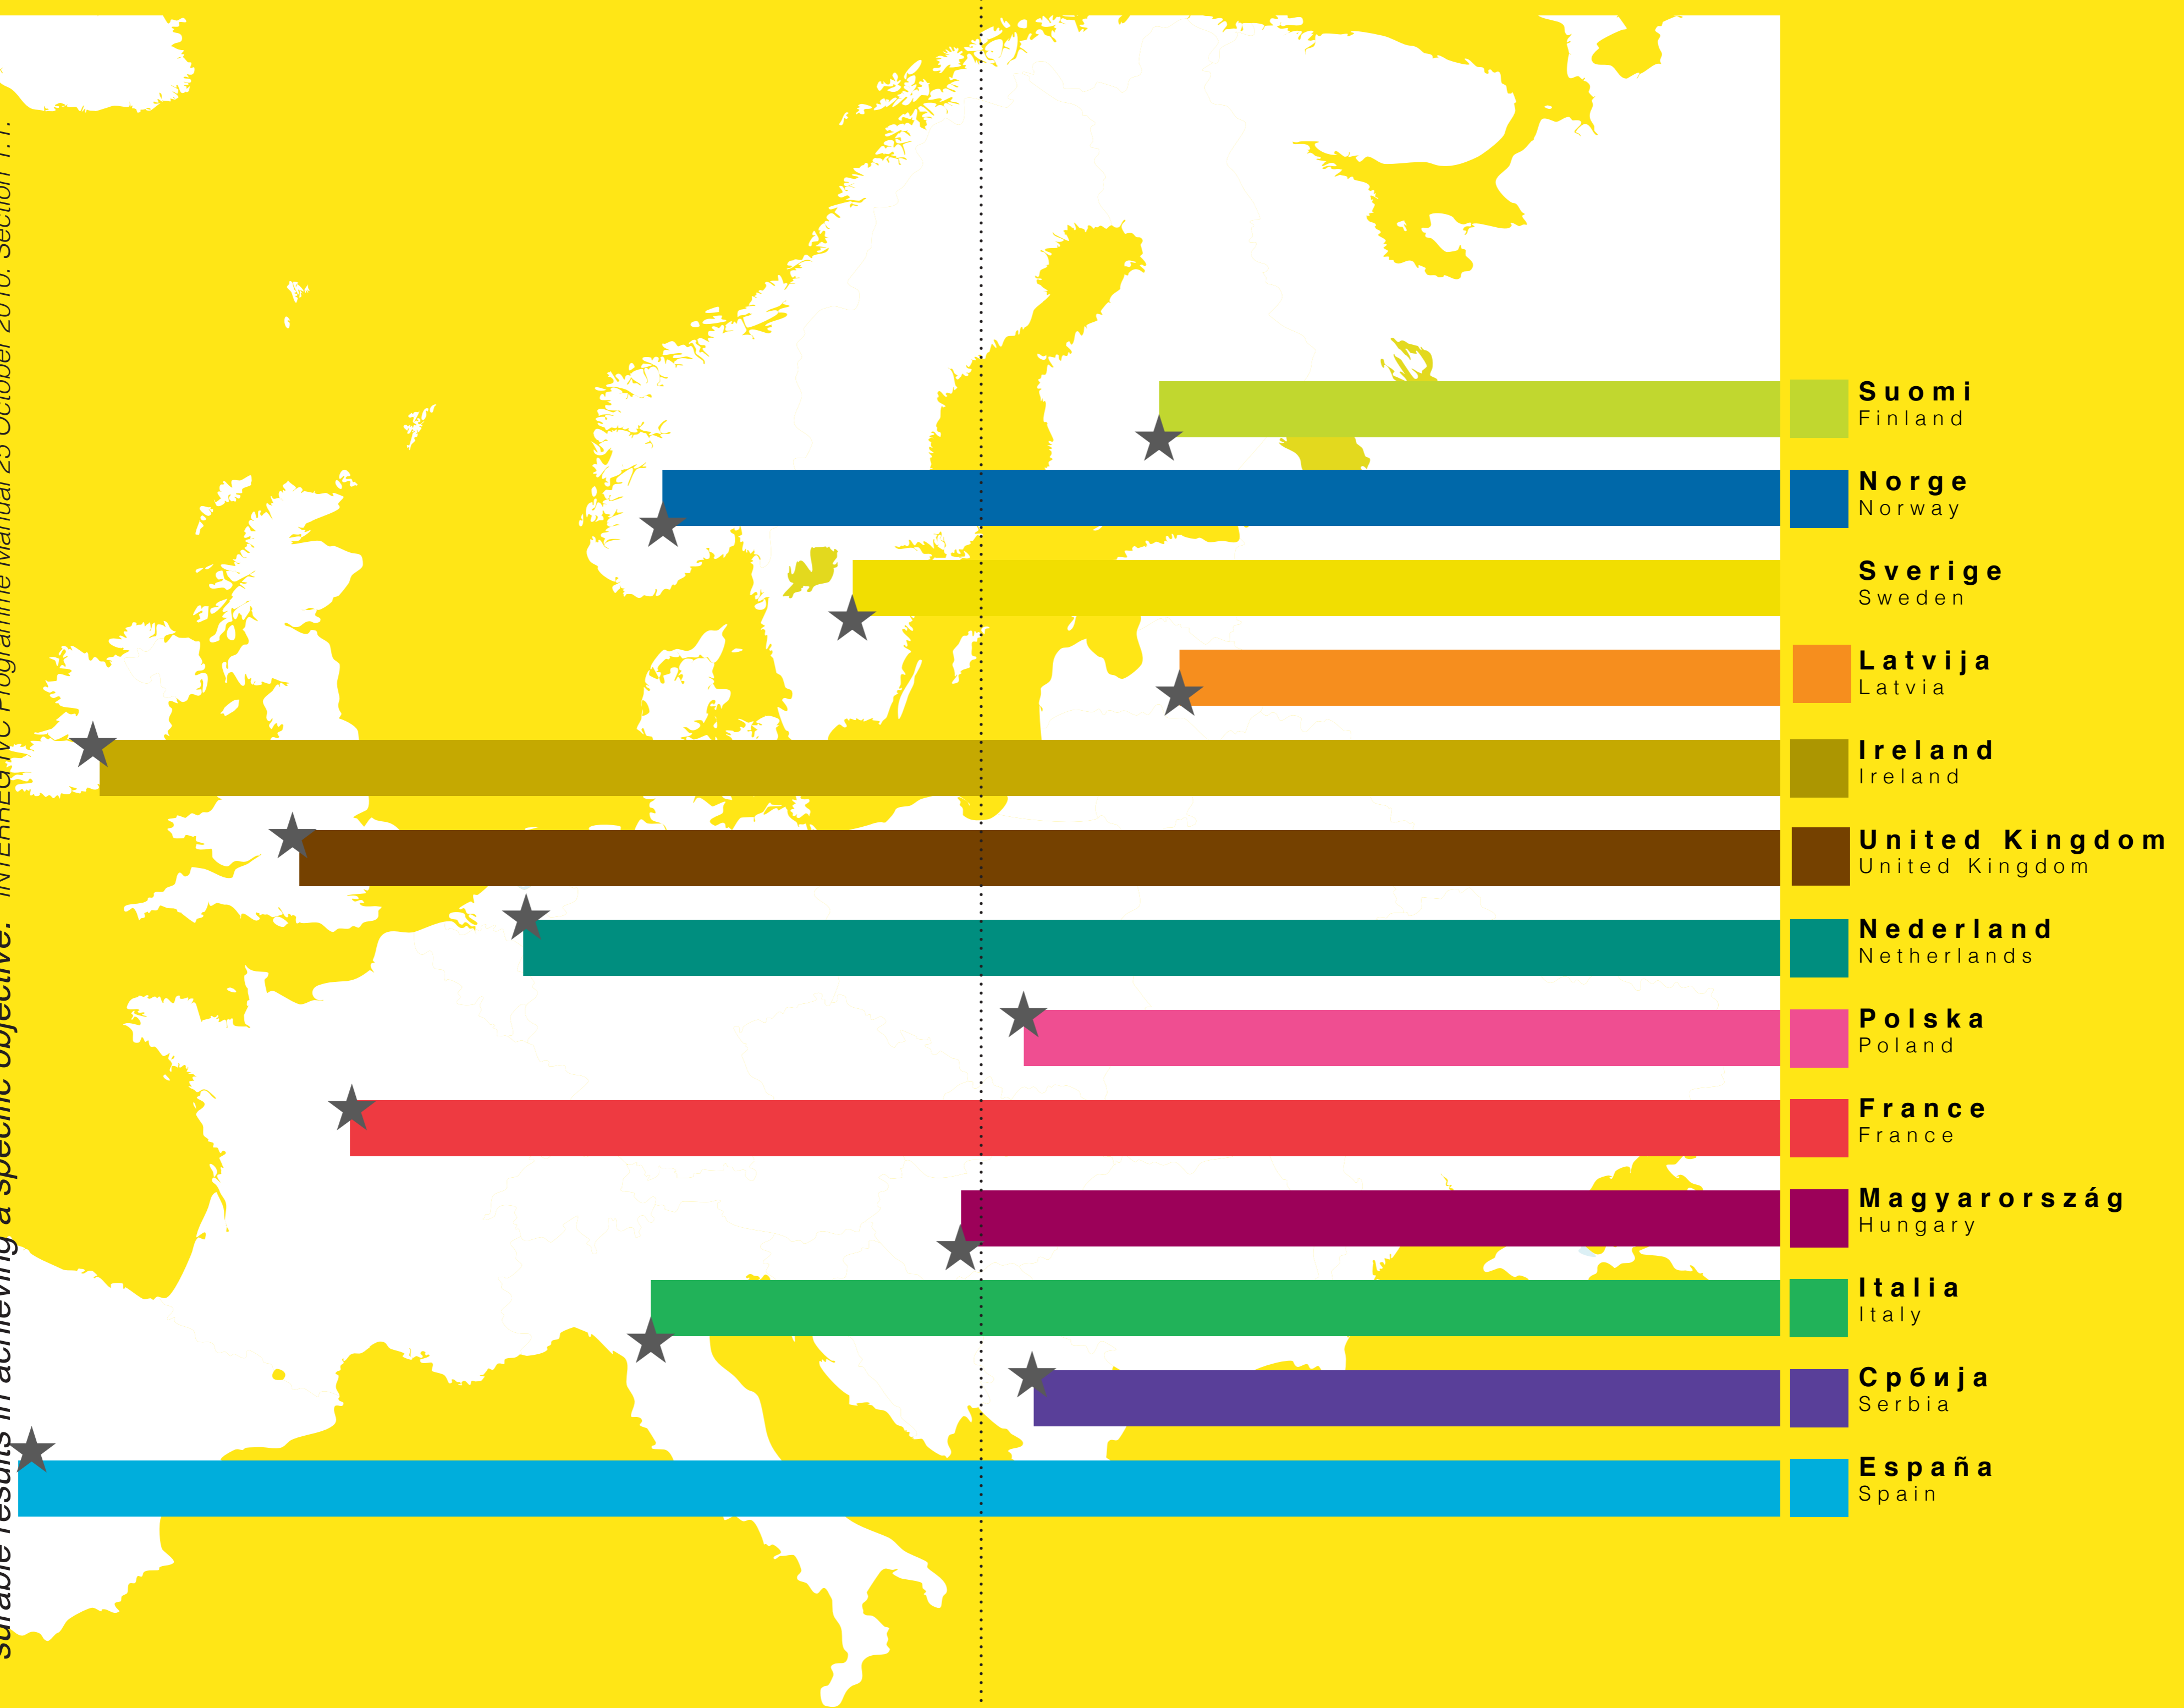 surable results in achieving a specific objective. INTERREG IVC Programme Manual 25 October 2010. Section 1.1.
Suomi
Finland
Norge
Norway
Sverige
Sweden
Latvija
Latvia
Ireland
Ireland
United Kingdom
United Kingdom
Nederland
Netherlands
Polska
Poland
France
France
Magyarország
Hungary
Italia
Italy
Србија
Serbia
España
Spain